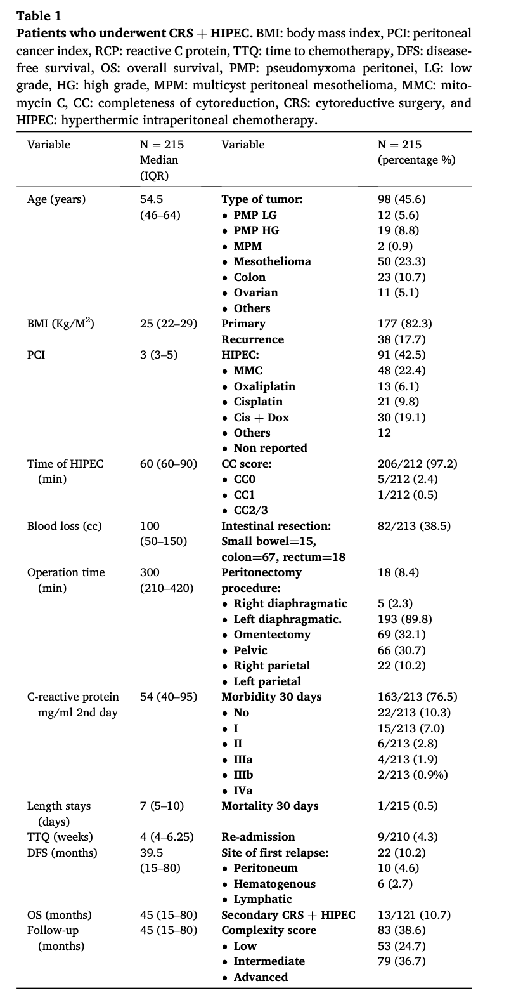 Table 1
Patients who underwent CRS + HIPEC. BMI: body mass index, PCI: peritoneal
cancer index, RCP: reactive C protein, TTQ: time to chemotherapy, DFS: disease-
free survival, OS: overall survival, PMP: pseudomyxoma peritonei, LG: low
grade, HG: high grade, MPM: multicyst peritoneal mesothelioma, MMC: mito-
mycin C, CC: completeness of cytoreduction, CRS: cytoreductive surgery, and
HIPEC: hyperthermic intraperitoneal chemotherapy.
Variable N = 215 Variable N = 215
Median (percentage %)
(IQR)
Age (years) 54.5 Type of tumor: 98 (45.6)
(46–64) • PMP LG 12 (5.6)
• PMP HG 19 (8.8)
• MPM 2 (0.9)
• Mesothelioma 50 (23.3)
• Colon 23 (10.7)
• Ovarian 11 (5.1)
• Others
BMI (Kg/M²) 25 (22–29) Primary 177 (82.3)
Recurrence 38 (17.7)
PCI 3 (3–5) HIPEC: 91 (42.5)
• MMC 48 (22.4)
• Oxaliplatin 13 (6.1)
• Cisplatin 21 (9.8)
• Cis + Dox 30 (19.1)
• Others 12
• Non reported
Time of HIPEC 60 (60–90) CC score: 206/212 (97.2)
(min) • CC0 5/212 (2.4)
• CC1 1/212 (0.5)
• CC2/3
Blood loss (cc) 100 Intestinal resection: 82/213 (38.5)
(50–150) Small bowel=15,
colon=67, rectum=18
Operation time 300 Peritonectomy 18 (8.4)
(min) (210–420) procedure:
• Right diaphragmatic 5 (2.3)
• Left diaphragmatic. 193 (89.8)
• Omentectomy 69 (32.1)
• Pelvic 66 (30.7)
• Right parietal 22 (10.2)
• Left parietal
C-reactive protein 54 (40–95) Morbidity 30 days 163/213 (76.5)
mg/ml 2nd day • No 22/213 (10.3)
• I 15/213 (7.0)
• II 6/213 (2.8)
• IIIa 4/213 (1.9)
• IIIb 2/213 (0.9%)
• IVa
Length stays 7 (5–10) Mortality 30 days 1/215 (0.5)
(days)
TTQ (weeks) 4 (4–6.25) Re-admission 9/210 (4.3)
DFS (months) 39.5 Site of first relapse: 22 (10.2)
(15–80) • Peritoneum 10 (4.6)
• Hematogenous 6 (2.7)
• Lymphatic
OS (months) 45 (15–80) Secondary CRS + HIPEC 13/121 (10.7)
Follow-up 45 (15–80) Complexity score 83 (38.6)
(months) • Low 53 (24.7)
• Intermediate 79 (36.7)
• Advanced